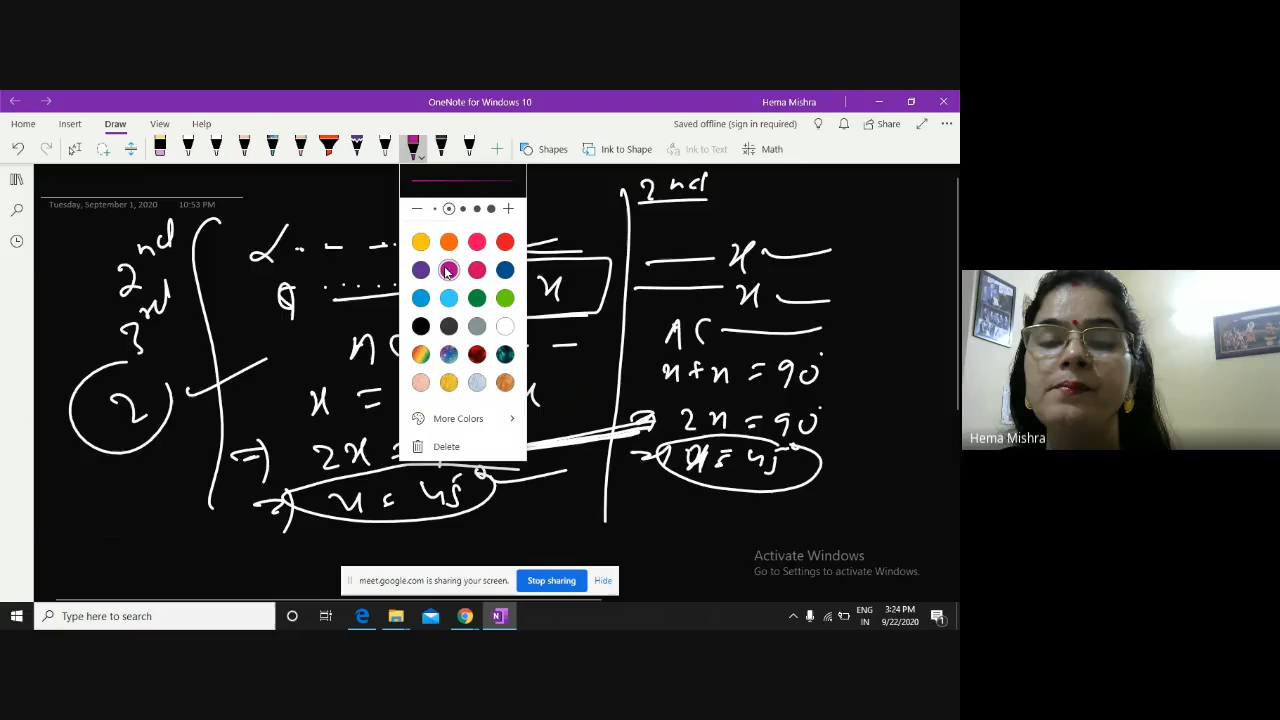 OneNote for Windows 10
Hema Mishra
Home Insert Draw View Help
Saved offline (sign in required)
Share
Shapes
Ink to Shape
Ink to Text
Math
Tuesday, September 1, 2020 10:53 PM
2nd
3rd
2
x
x =
⇒ 2x =
⇒ x = 45°
More Colors
Delete
2nd
x
x
AC
x + x = 90°
⇒ 2x = 90°
⇒ x = 45°
Hema Mishra
Activate Windows
Go to Settings to activate Windows.
meet.google.com is sharing your screen.
Stop sharing
Hide
Type here to search
ENG
IN
3:24 PM
9/22/2020
1